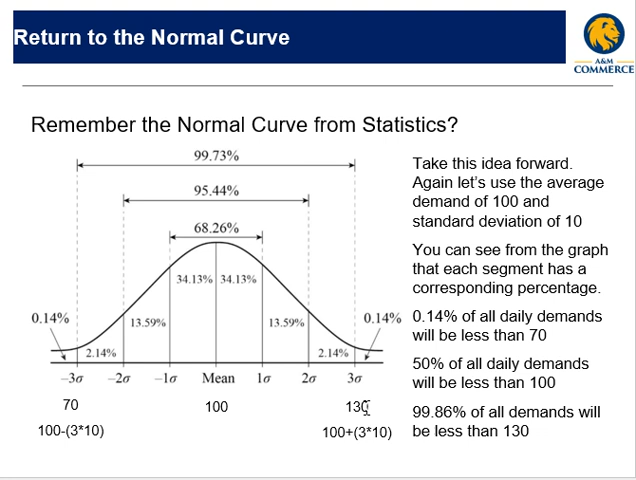 Return to the Normal Curve
A&M
COMMERCE
Remember the Normal Curve from Statistics?
99.73%
95.44%
68.26%
34.13% 34.13%
0.14%
13.59%
13.59%
0.14%
2.14%
2.14%
−3σ −2σ −1σ Mean 1σ 2σ 3σ
70 100 130
100-(3*10) 100+(3*10)
Take this idea forward.
Again let's use the average
demand of 100 and
standard deviation of 10
You can see from the graph
that each segment has a
corresponding percentage.
0.14% of all daily demands
will be less than 70
50% of all daily demands
will be less than 100
99.86% of all demands will
be less than 130